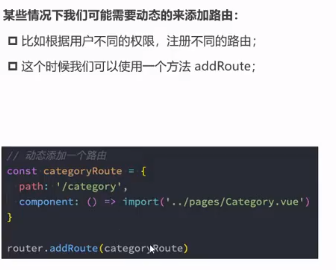 某些情况下我们可能需要动态的来添加路由：
比如根据用户不同的权限，注册不同的路由；
这个时候我们可以使用一个方法 addRoute；
// 动态添加一个路由
const categoryRoute = {
path: '/category',
component: () => import('../pages/Category.vue')
}
router.addRoute(categoryRoute)